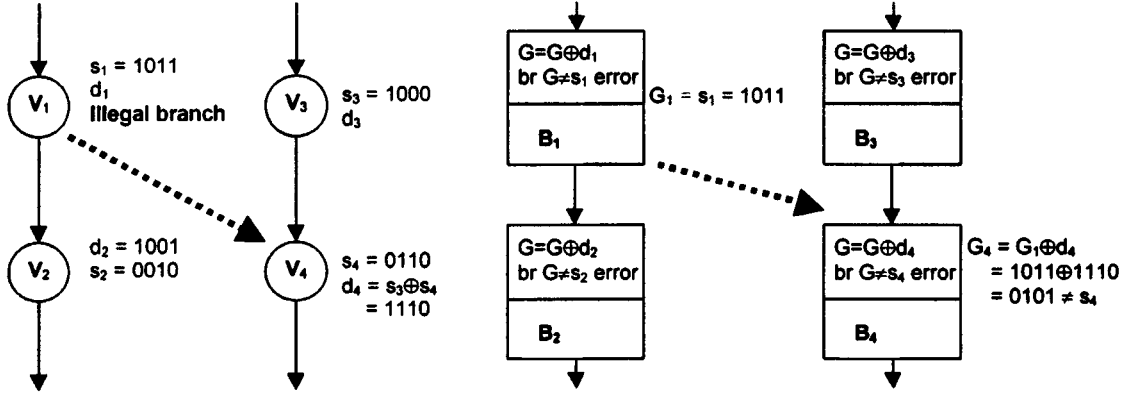 V₁
s₁ = 1011
d₁
Illegal branch
V₃
s₃ = 1000
d₃
V₂
d₂ = 1001
s₂ = 0010
V₄
s₄ = 0110
d₄ = s₃⊕s₄
= 1110
G=G⊕d₁
br G≠s₁ error
B₁
G₁ = s₁ = 1011
G=G⊕d₃
br G≠s₃ error
B₃
G=G⊕d₂
br G≠s₂ error
B₂
G=G⊕d₄
br G≠s₄ error
B₄
G₄ = G₁⊕d₄
= 1011⊕1110
= 0101 ≠ s₄